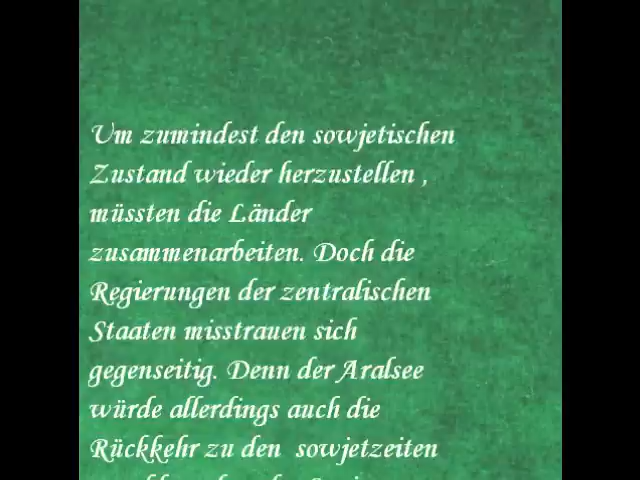 Um zumindest den sowjetischen
Zustand wieder herzustellen ,
müssten die Länder
zusammenarbeiten. Doch die
Regierungen der zentralischen
Staaten misstrauen sich
gegenseitig. Denn der Aralsee
würde allerdings auch die
Rückkehr zu den sowjetzeiten